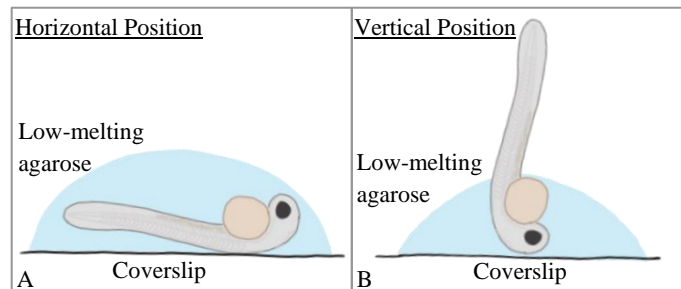 Horizontal Position
Low-melting
agarose
Coverslip
A
Vertical Position
Low-melting
agarose
Coverslip
B